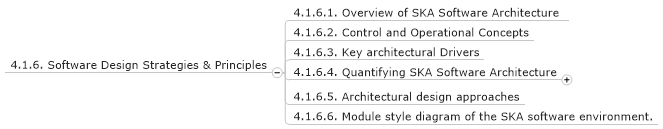 4.1.6. Software Design Strategies & Principles
4.1.6.1. Overview of SKA Software Architecture
4.1.6.2. Control and Operational Concepts
4.1.6.3. Key architectural Drivers
4.1.6.4. Quantifying SKA Software Architecture
4.1.6.5. Architectural design approaches
4.1.6.6. Module style diagram of the SKA software environment.